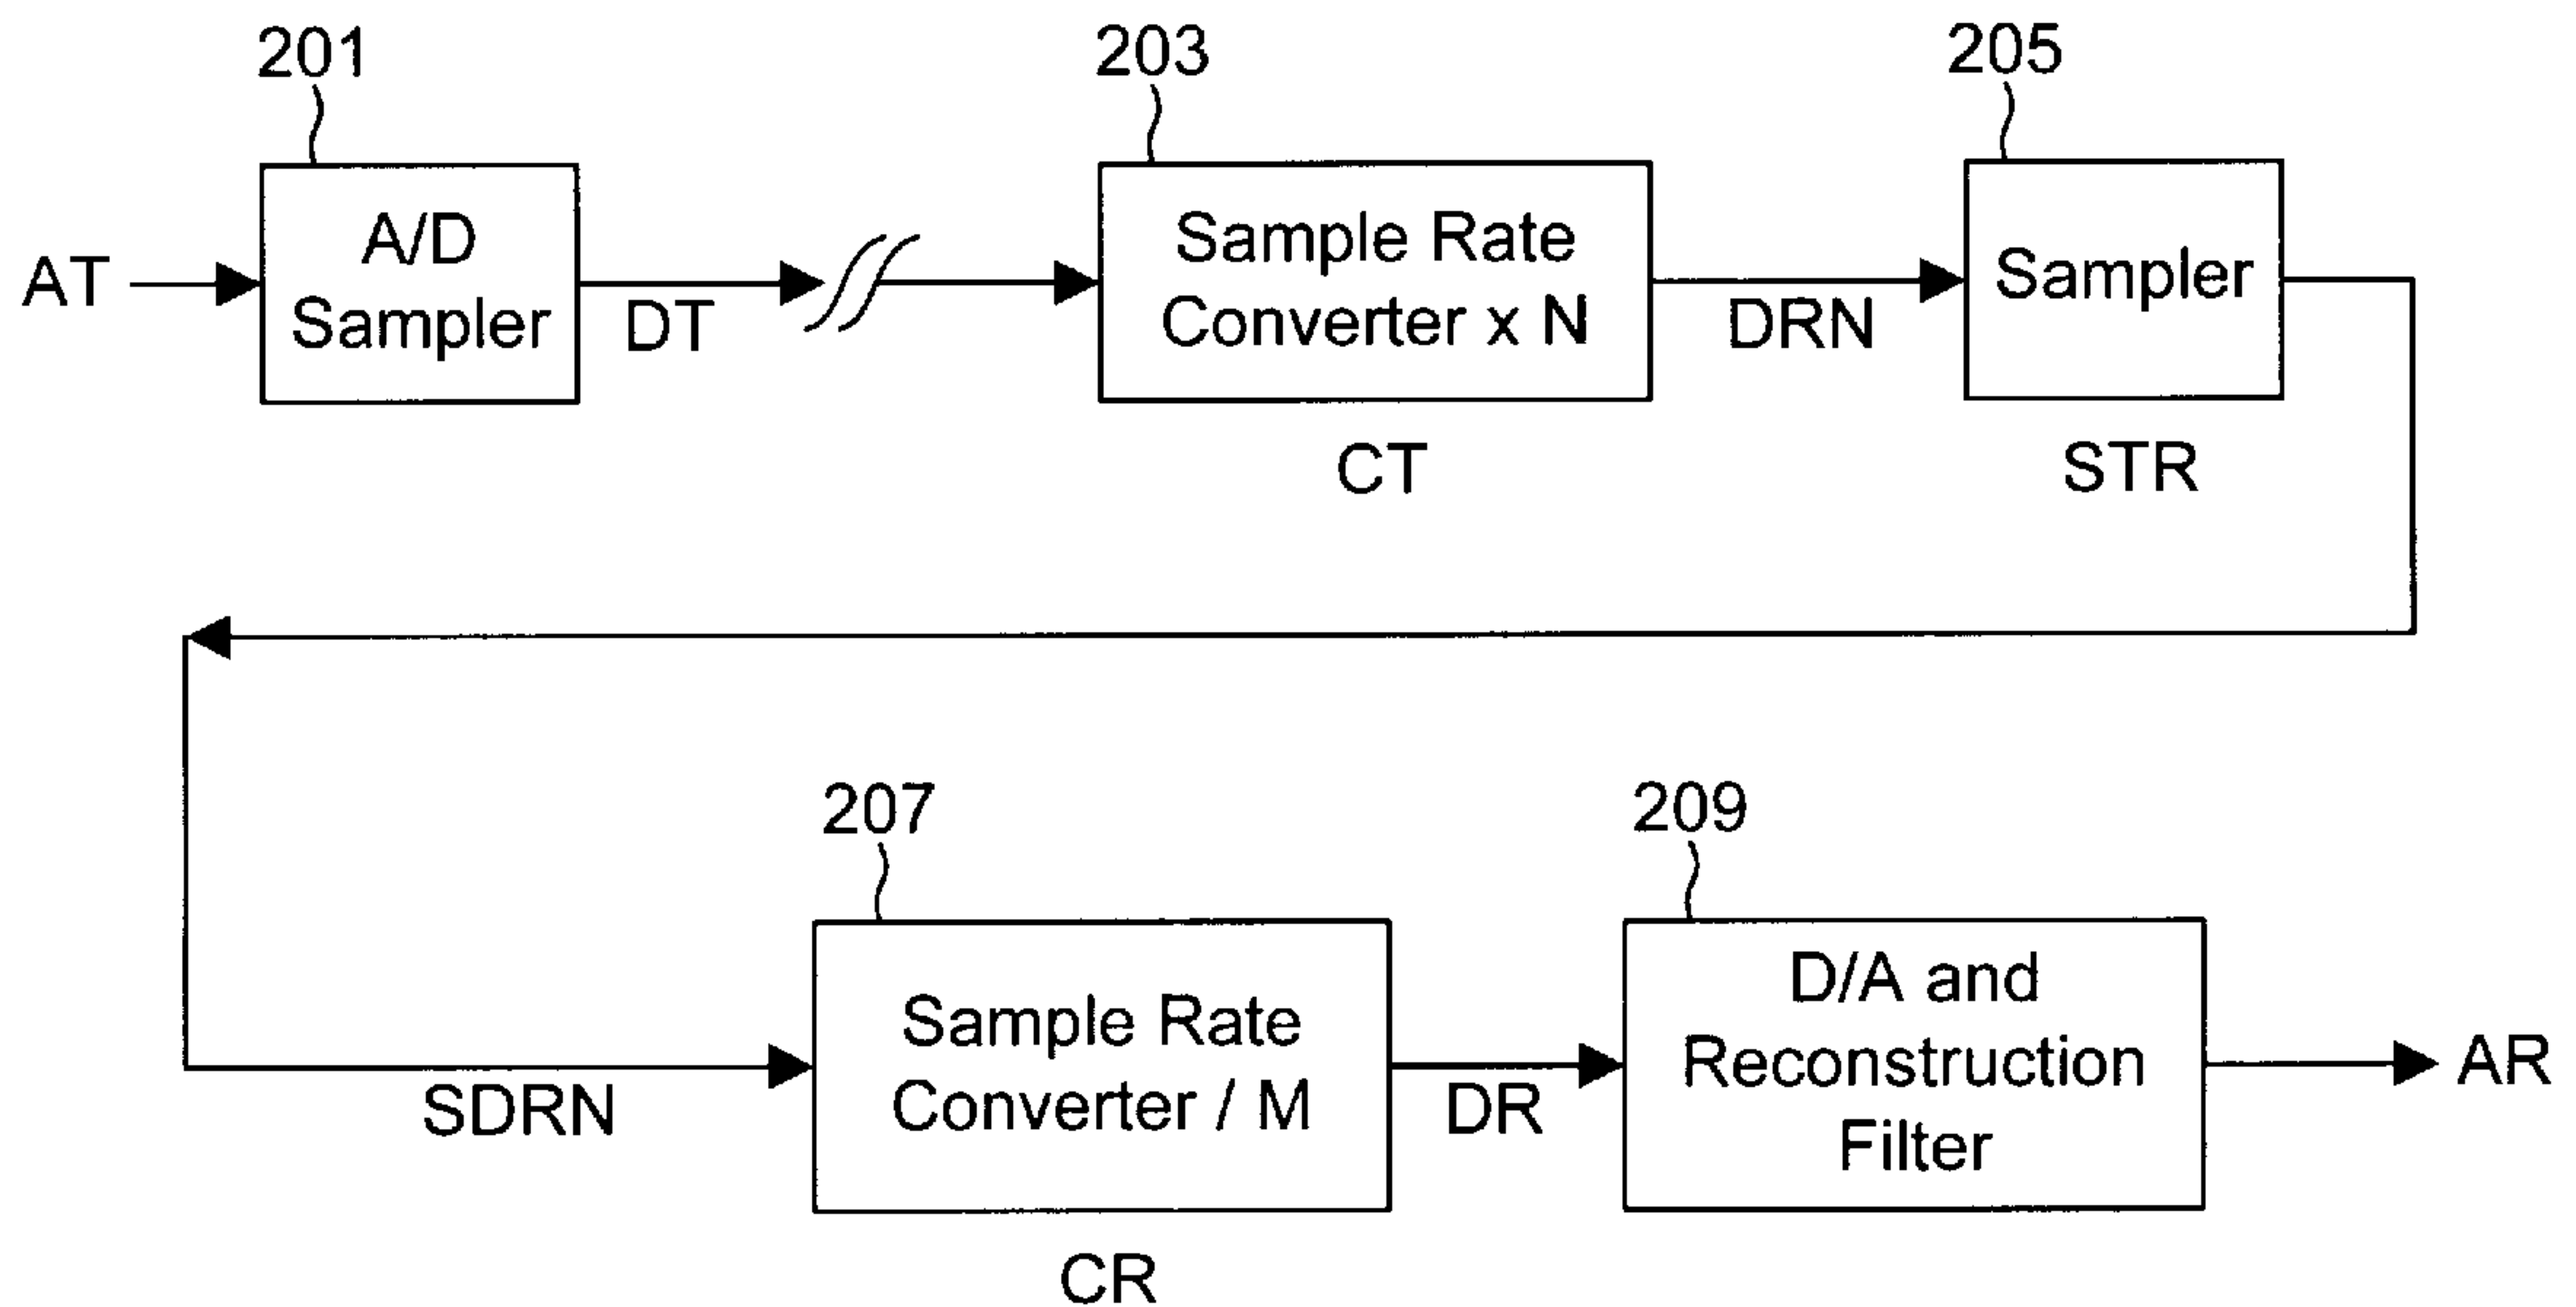 201
203
205
AT
A/D
Sampler
DT
Sample Rate
Converter x N
DRN
Sampler
CT
STR
207
209
SDRN
Sample Rate
Converter / M
DR
D/A and
Reconstruction
Filter
AR
CR